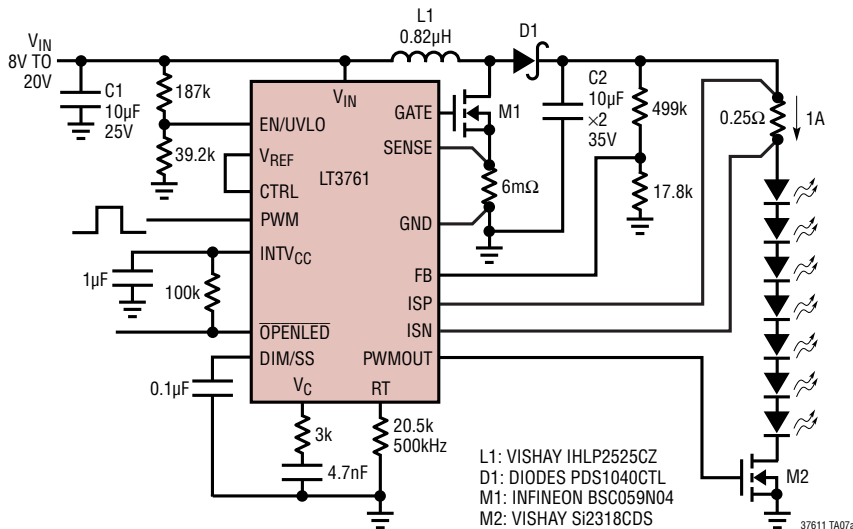 L1
0.82µH
D1
VIN
8V TO
20V
C1
10µF
25V
187k
39.2k
VIN
EN/UVLO
VREF
CTRL
PWM
INTVCC
OPENLED
DIM/SS
VC
RT
LT3761
GATE
SENSE
GND
FB
ISP
ISN
PWMOUT
M1
6mΩ
C2
10µF
×2
35V
499k
17.8k
0.25Ω
1A
1µF
100k
0.1µF
3k
4.7nF
20.5k
500kHz
M2
L1: VISHAY IHLP2525CZ
D1: DIODES PDS1040CTL
M1: INFINEON BSC059N04
M2: VISHAY Si2318CDS
37611 TA07a